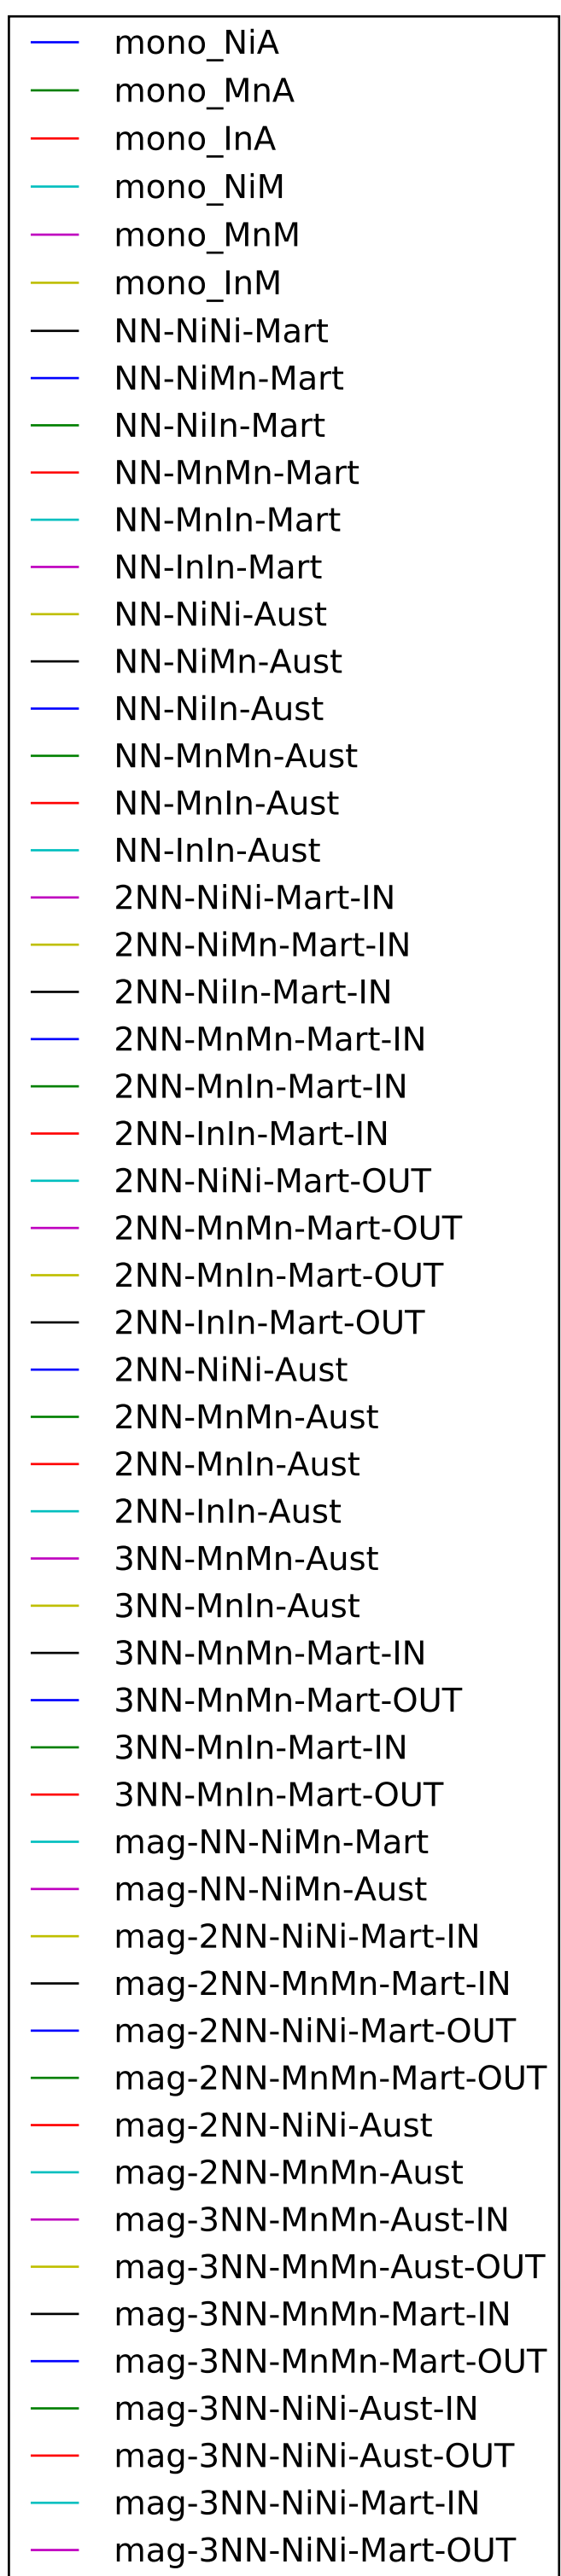 mono_NiA
mono_MnA
mono_InA
mono_NiM
mono_MnM
mono_InM
NN-NiNi-Mart
NN-NiMn-Mart
NN-NiIn-Mart
NN-MnMn-Mart
NN-MnIn-Mart
NN-InIn-Mart
NN-NiNi-Aust
NN-NiMn-Aust
NN-NiIn-Aust
NN-MnMn-Aust
NN-MnIn-Aust
NN-InIn-Aust
2NN-NiNi-Mart-IN
2NN-NiMn-Mart-IN
2NN-NiIn-Mart-IN
2NN-MnMn-Mart-IN
2NN-MnIn-Mart-IN
2NN-InIn-Mart-IN
2NN-NiNi-Mart-OUT
2NN-MnMn-Mart-OUT
2NN-MnIn-Mart-OUT
2NN-InIn-Mart-OUT
2NN-NiNi-Aust
2NN-MnMn-Aust
2NN-MnIn-Aust
2NN-InIn-Aust
3NN-MnMn-Aust
3NN-MnIn-Aust
3NN-MnMn-Mart-IN
3NN-MnMn-Mart-OUT
3NN-MnIn-Mart-IN
3NN-MnIn-Mart-OUT
mag-NN-NiMn-Mart
mag-NN-NiMn-Aust
mag-2NN-NiNi-Mart-IN
mag-2NN-MnMn-Mart-IN
mag-2NN-NiNi-Mart-OUT
mag-2NN-MnMn-Mart-OUT
mag-2NN-NiNi-Aust
mag-2NN-MnMn-Aust
mag-3NN-MnMn-Aust-IN
mag-3NN-MnMn-Aust-OUT
mag-3NN-MnMn-Mart-IN
mag-3NN-MnMn-Mart-OUT
mag-3NN-NiNi-Aust-IN
mag-3NN-NiNi-Aust-OUT
mag-3NN-NiNi-Mart-IN
mag-3NN-NiNi-Mart-OUT